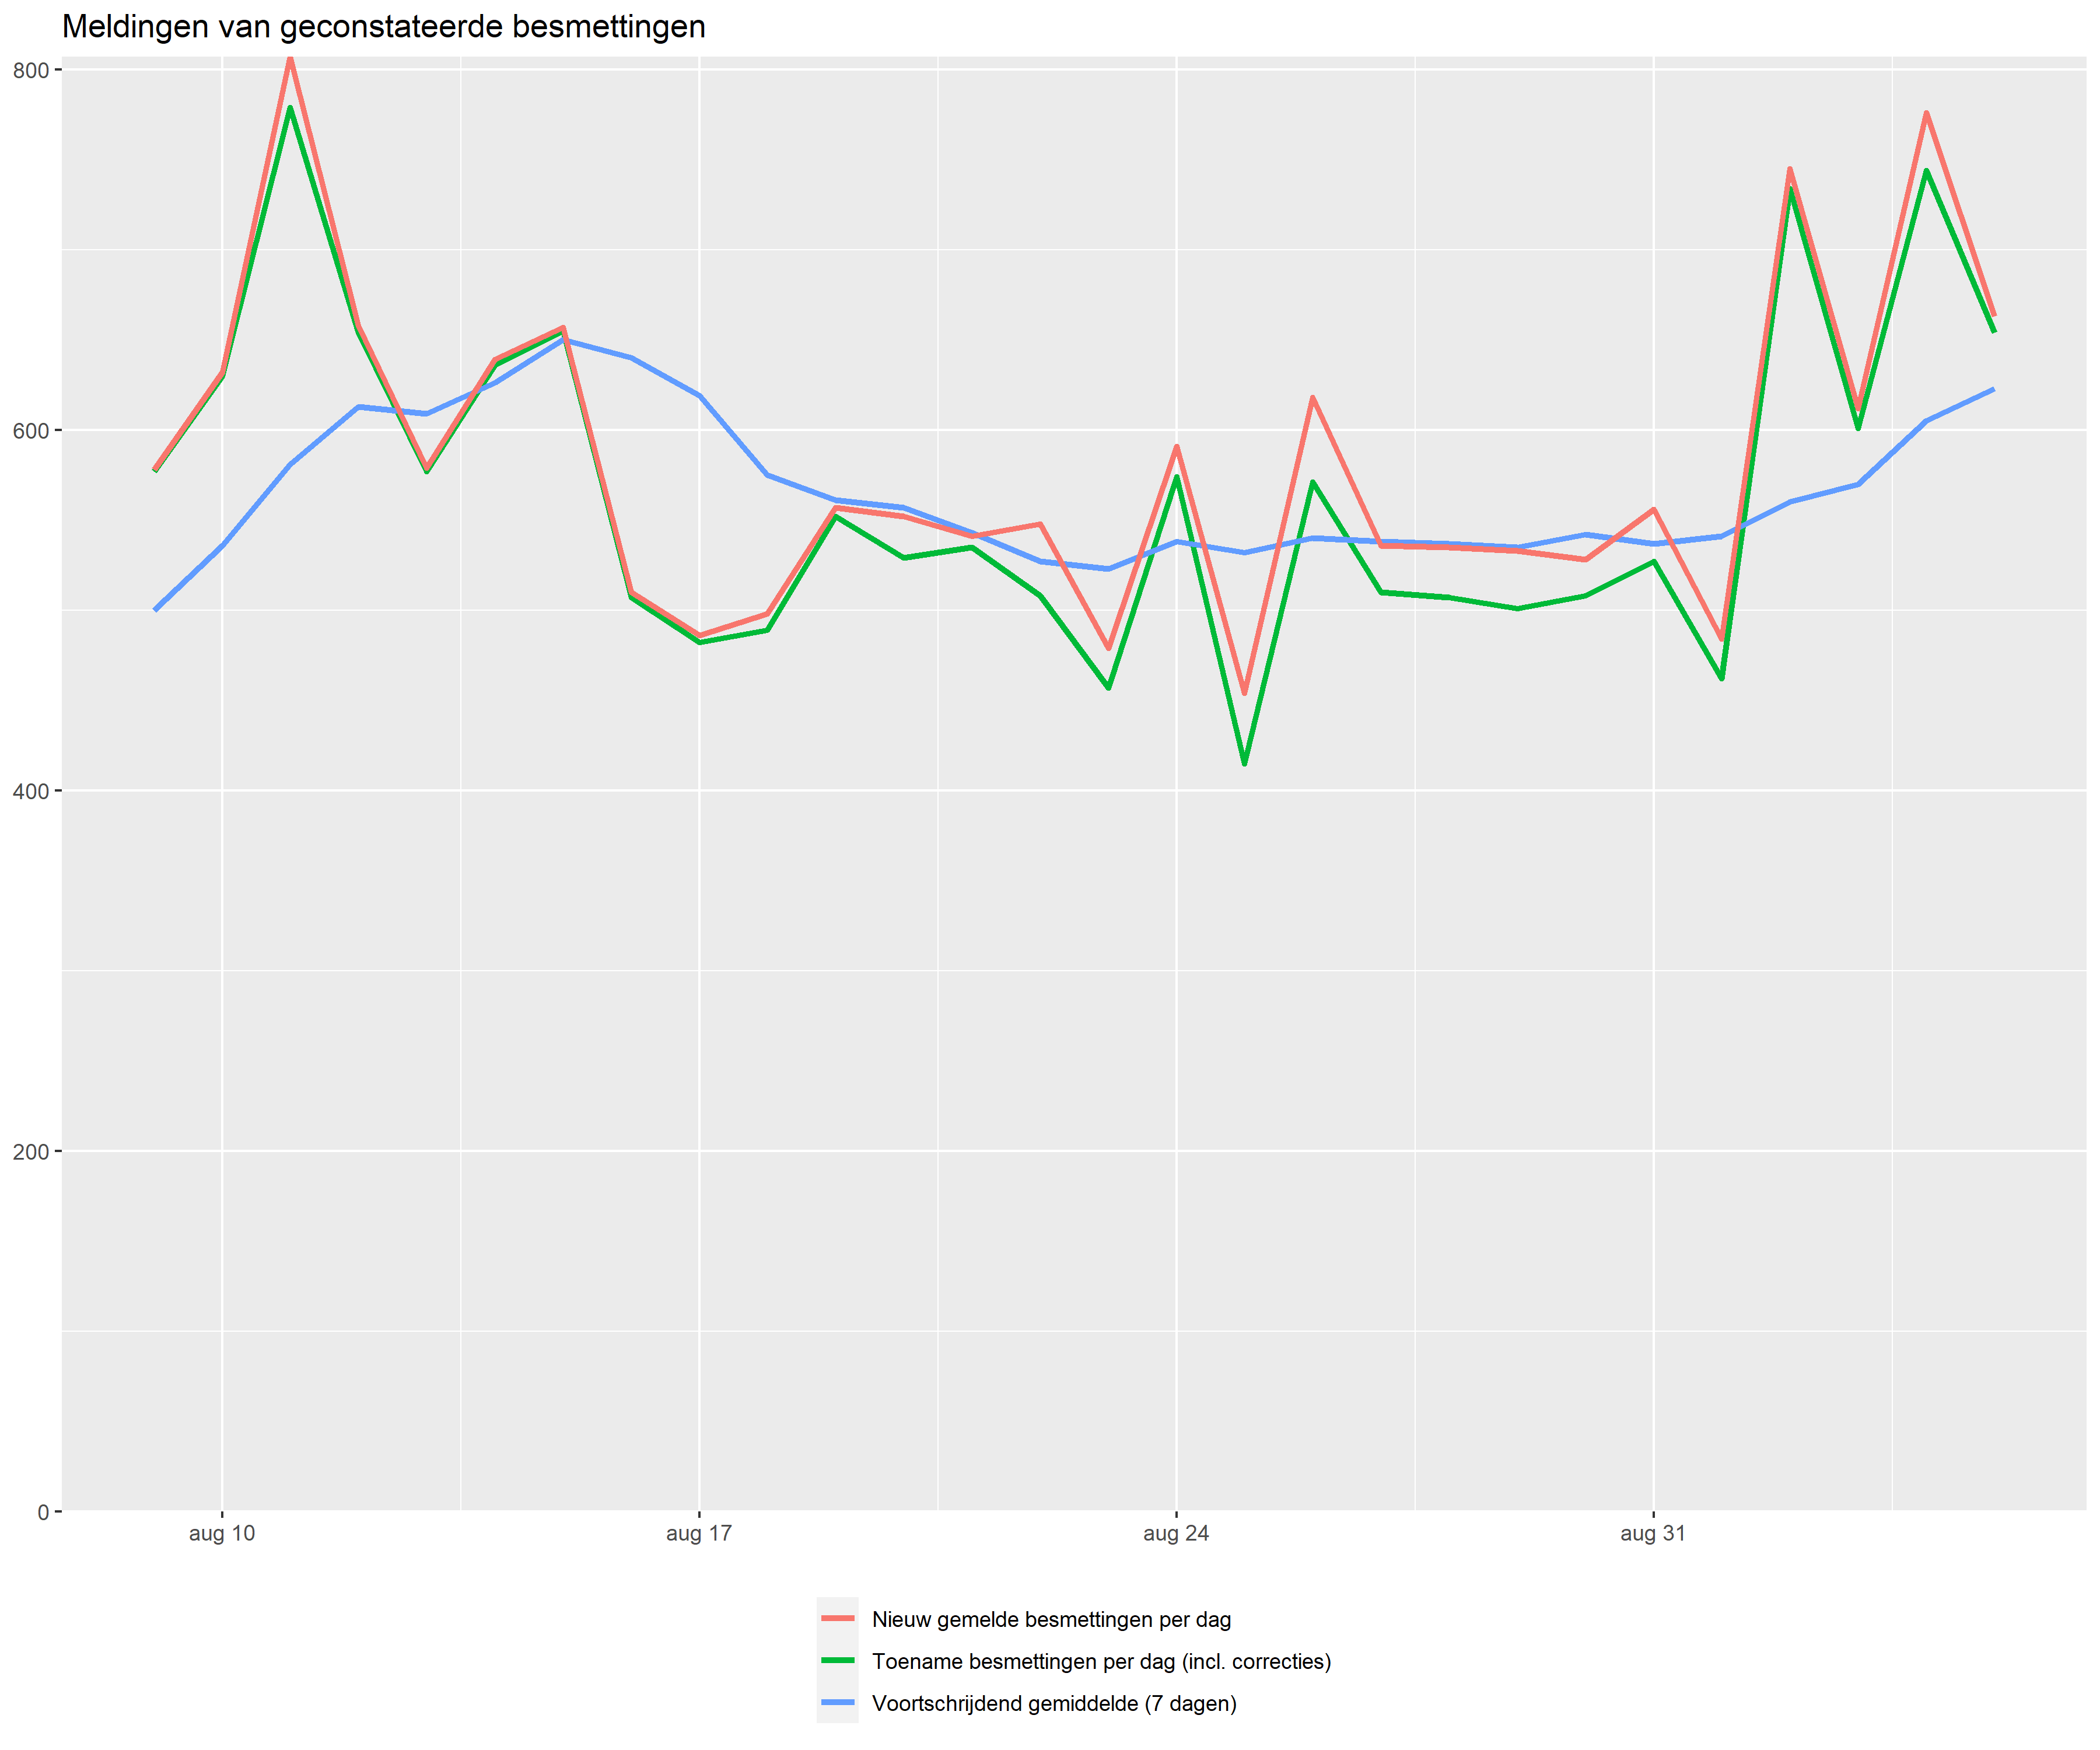 Meldingen van geconstateerde besmettingen
800
600
400
200
0
aug 10 aug 17 aug 24 aug 31
Nieuw gemelde besmettingen per dag
Toename besmettingen per dag (incl. correcties)
Voortschrijdend gemiddelde (7 dagen)